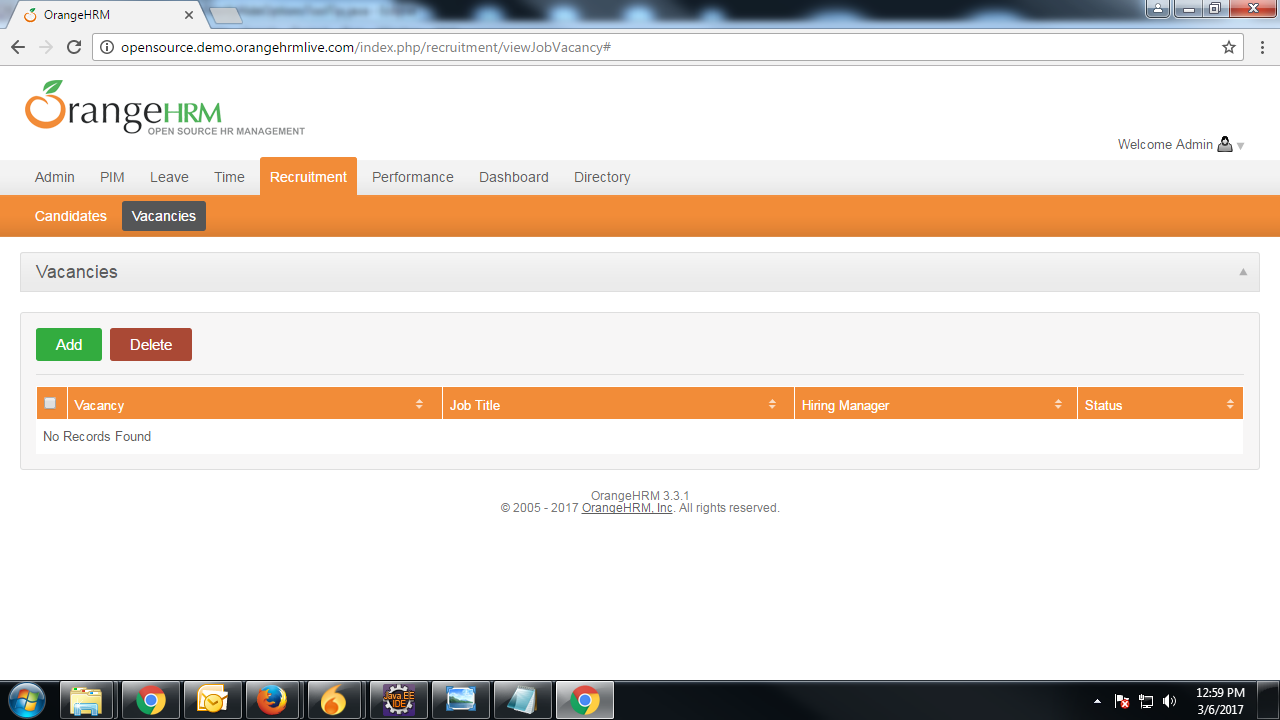 OrangeHRM
opensource.demo.orangehrmlive.com/index.php/recruitment/viewJobVacancy#
OrangeHRM
OPEN SOURCE HR MANAGEMENT
Welcome Admin
Admin PIM Leave Time Recruitment Performance Dashboard Directory
Candidates Vacancies
Vacancies
Add Delete
Vacancy Job Title Hiring Manager Status
No Records Found
OrangeHRM 3.3.1
© 2005 - 2017 OrangeHRM, Inc. All rights reserved.
Java EE
IDE
12:59 PM
3/6/2017